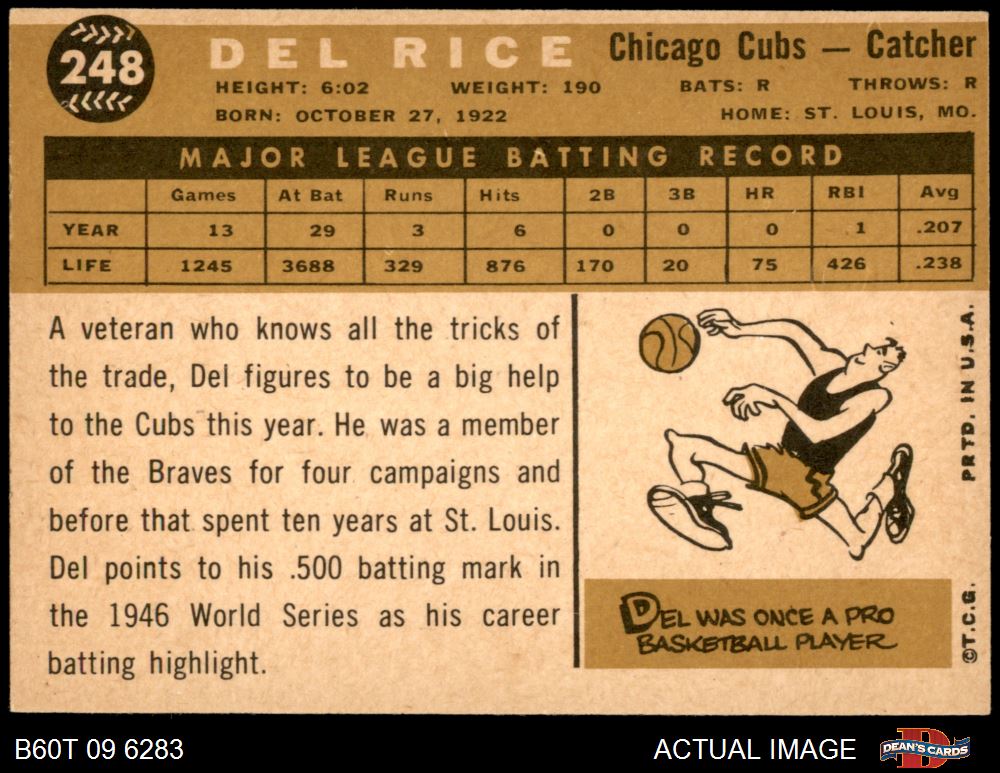 248
DEL RICE Chicago Cubs — Catcher
HEIGHT: 6:02 WEIGHT: 190 BATS: R THROWS: R
BORN: OCTOBER 27, 1922 HOME: ST. LOUIS, MO.
MAJOR LEAGUE BATTING RECORD
Games At Bat Runs Hits 2B 3B HR RBI Avg
YEAR 13 29 3 6 0 0 0 1 .207
LIFE 1245 3688 329 876 170 20 75 426 .238
A veteran who knows all the tricks of
the trade, Del figures to be a big help
to the Cubs this year. He was a member
of the Braves for four campaigns and
before that spent ten years at St. Louis.
Del points to his .500 batting mark in
the 1946 World Series as his career
batting highlight.
DEL WAS ONCE A PRO
BASKETBALL PLAYER
©T.C.G. PRTD. IN U.S.A.
B60T 09 6283 ACTUAL IMAGE
DEAN'S CARDS